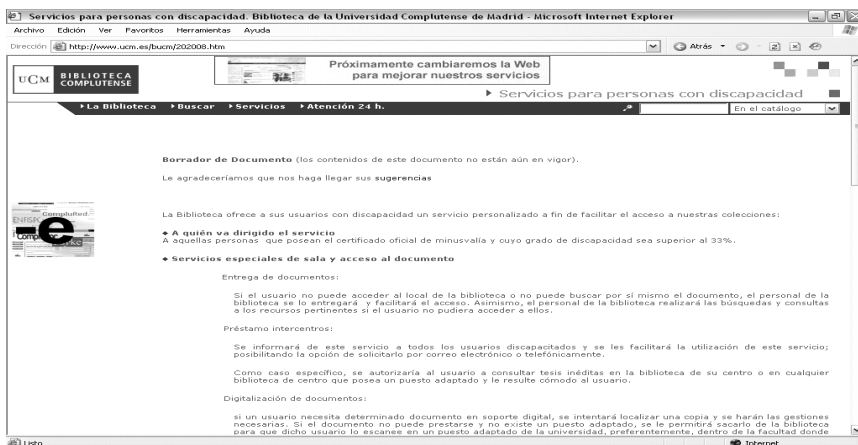 Servicios para personas con discapacidad. Biblioteca de la Universidad Complutense de Madrid - Microsoft Internet Explorer
Archivo Edición Ver Favoritos Herramientas Ayuda
Dirección http://www.ucm.es/bucm/202008.htm Atrás
UCM BIBLIOTECA COMPLUTENSE
Próximamente cambiaremos la Web
para mejorar nuestros servicios
Servicios para personas con discapacidad
La Biblioteca Buscar Servicios Atención 24 h. En el catálogo
Borrador de Documento (los contenidos de este documento no están aún en vigor).
Le agradeceríamos que nos haga llegar sus sugerencias
La Biblioteca ofrece a sus usuarios con discapacidad un servicio personalizado a fin de facilitar el acceso a nuestras colecciones:
A quién va dirigido el servicio
A aquellas personas que posean el certificado oficial de minusvalía y cuyo grado de discapacidad sea superior al 33%.
Servicios especiales de sala y acceso al documento
Entrega de documentos:
Si el usuario no puede acceder al local de la biblioteca o no puede buscar por sí mismo el documento, el personal de la
biblioteca se lo entregará y facilitará el acceso. Asimismo, el personal de la biblioteca realizará las búsquedas y consultas
a los recursos pertinentes si el usuario no pudiera acceder a ellos.
Préstamo intercentros:
Se informará de este servicio a todos los usuarios discapacitados y se les facilitará la utilización de este servicio;
posibilitando la opción de solicitarlo por correo electrónico o telefónicamente.
Como caso específico, se autorizaría al usuario a consultar tesis inéditas en la biblioteca de su centro o en cualquier
biblioteca de centro que posea un puesto adaptado y le resulte cómodo al usuario.
Digitalización de documentos:
si un usuario necesita determinado documento en soporte digital, se intentará localizar una copia y se harán las gestiones
necesarias. Si el documento no puede prestarse y no existe un puesto adaptado, se le permitirá sacarlo de la biblioteca
para que dicho usuario lo escanee en un puesto adaptado de la universidad, preferentemente, dentro de la facultad donde
Listo Internet